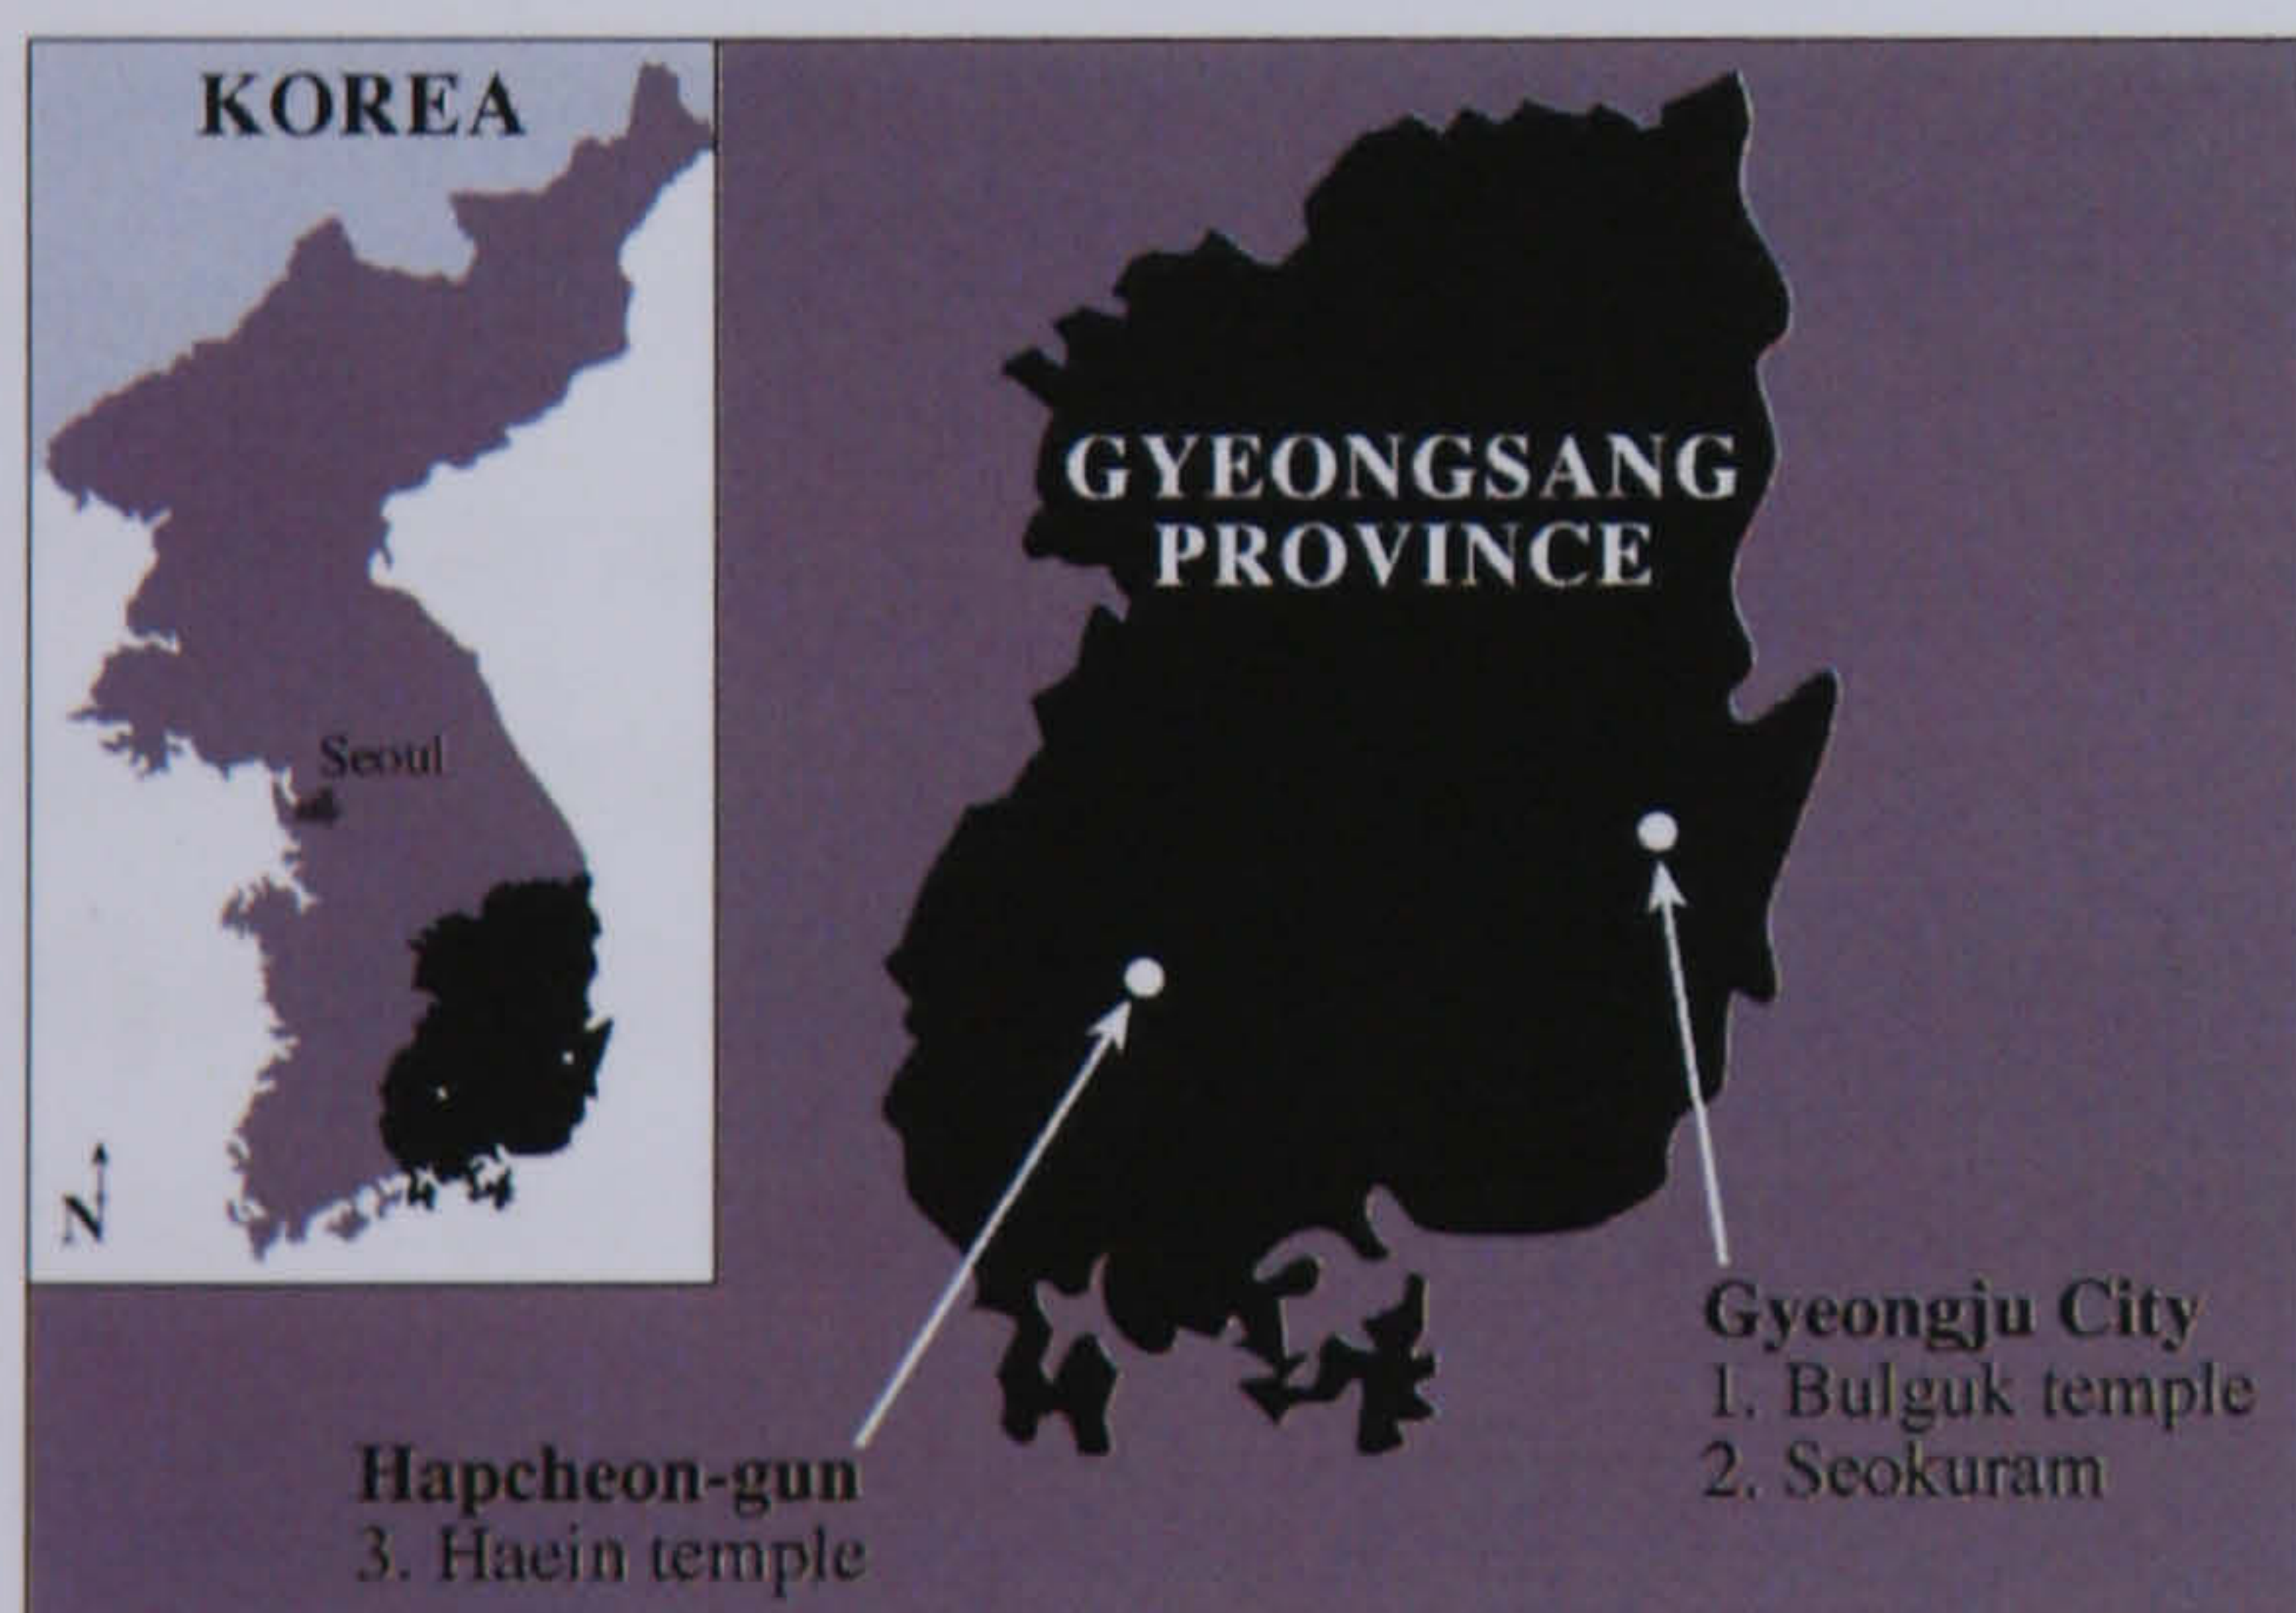 KOREA
Seoul
N
GYEONGSANG
PROVINCE
Gyeongju City
1. Bulguk temple
2. Seokuram
Hapcheon-gun
3. Haein temple